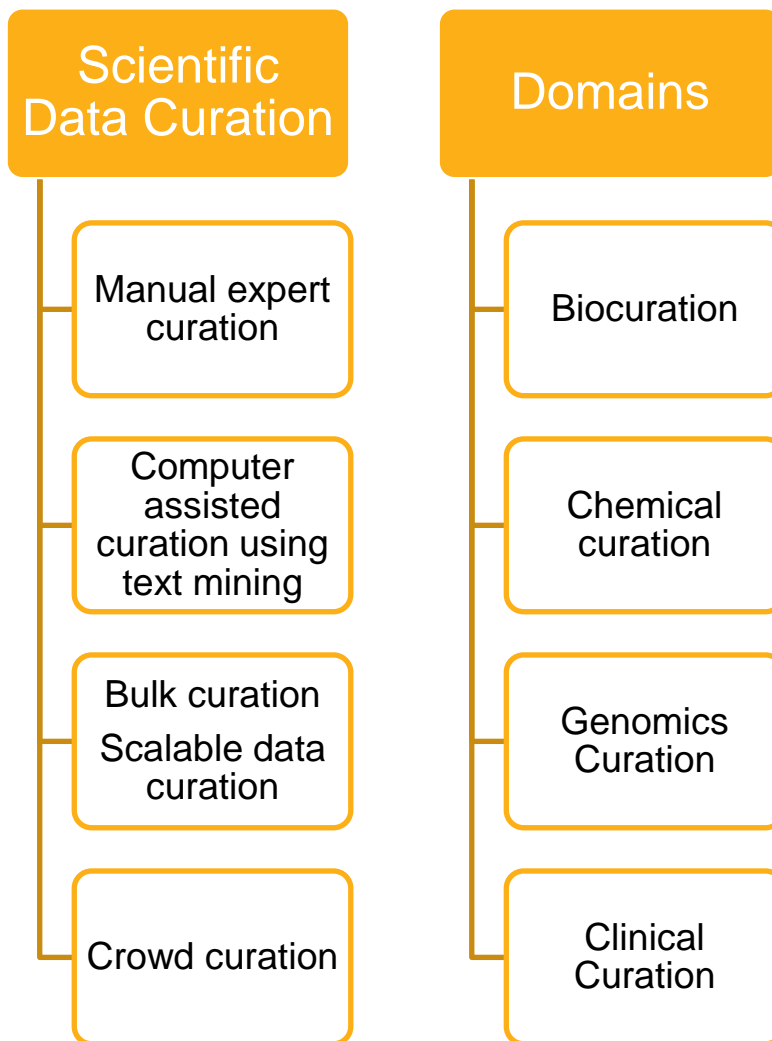 Scientific
Data Curation
Manual expert
curation
Computer
assisted
curation using
text mining
Bulk curation
Scalable data
curation
Crowd curation
Domains
Biocuration
Chemical
curation
Genomics
Curation
Clinical
Curation